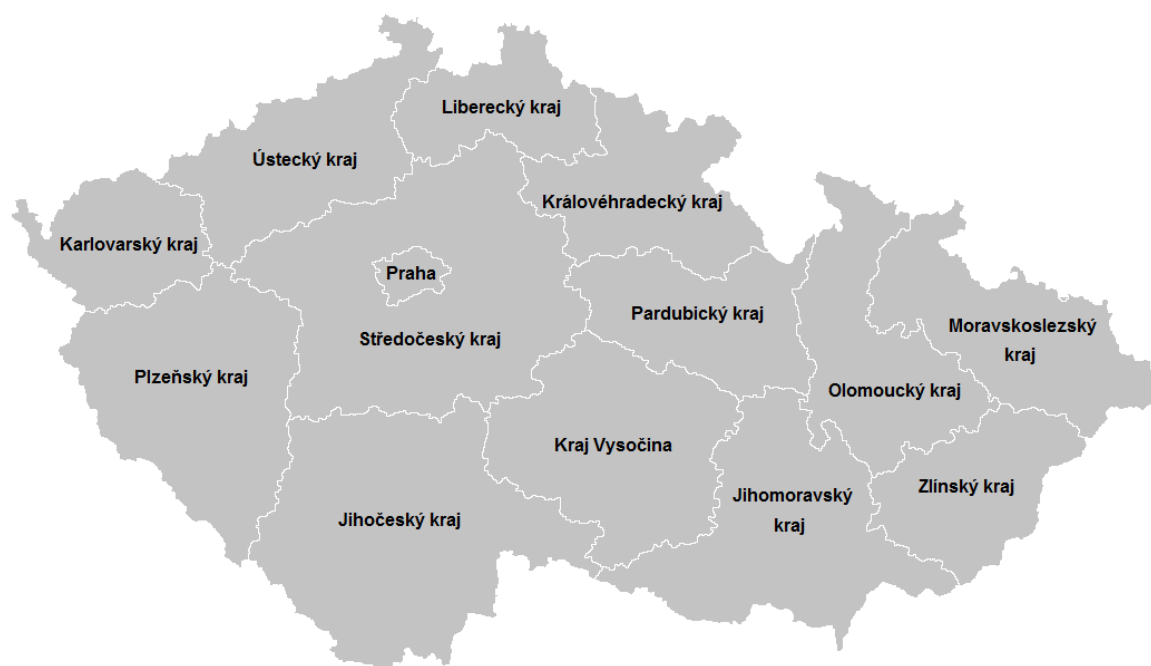 Liberecký kraj
Ústecký kraj
Královéhradecký kraj
Karlovarský kraj
Praha
Pardubický kraj
Středočeský kraj
Moravskoslezský
kraj
Plzeňský kraj
Olomoucký kraj
Kraj Vysočina
Zlínský kraj
Jihomoravský
kraj
Jihočeský kraj